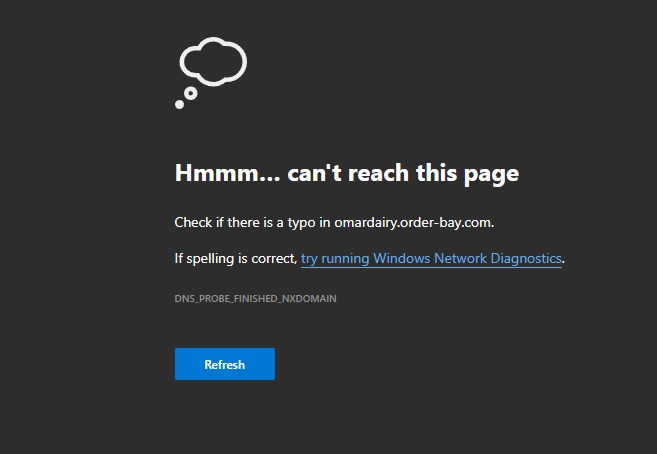 Hmmm... can't reach this page
Check if there is a typo in omardairy.order-bay.com.
If spelling is correct, try running Windows Network Diagnostics.
DNS_PROBE_FINISHED_NXDOMAIN
Refresh